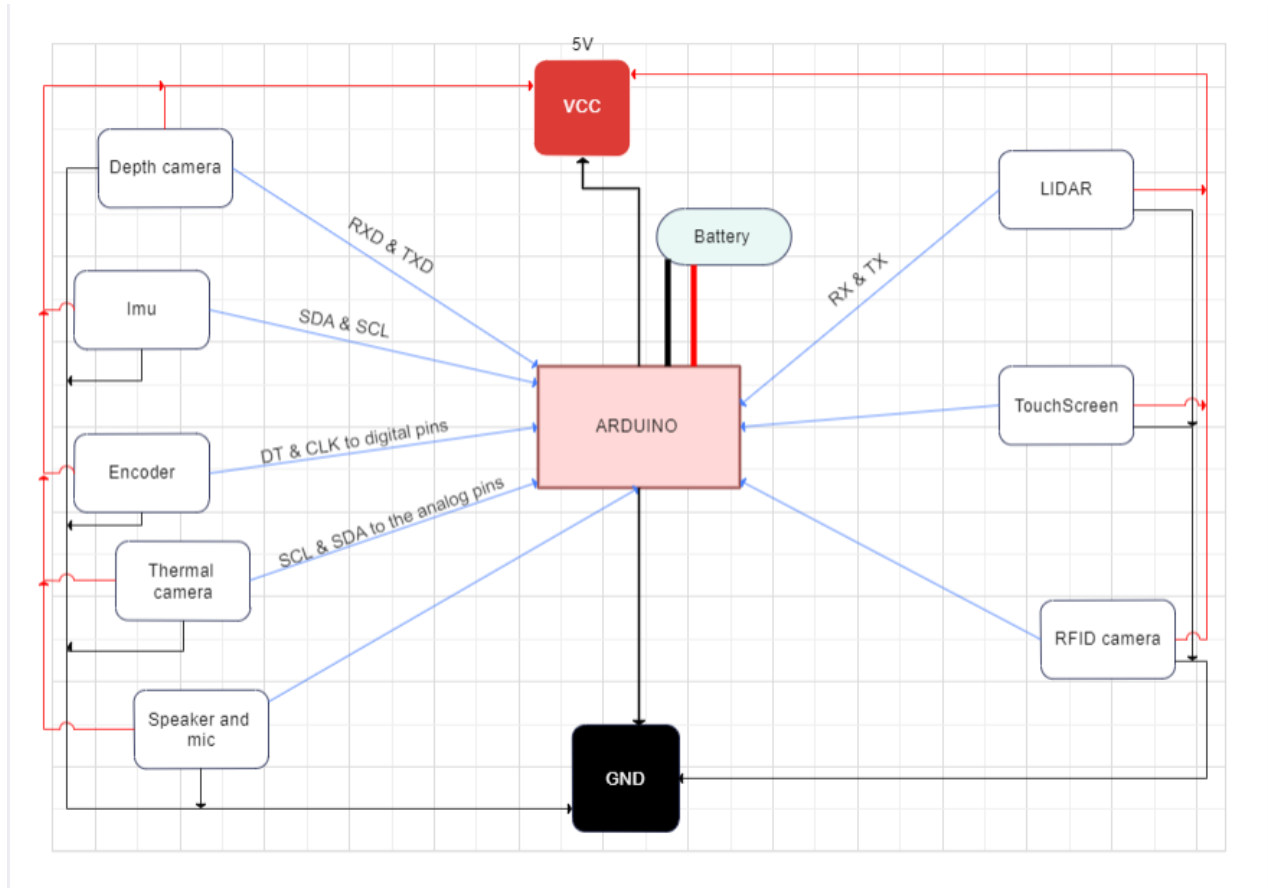 5V
VCC
Depth camera
LIDAR
Battery
RXD & TXD
RX & TX
Imu
SDA & SCL
TouchScreen
ARDUINO
DT & CLK to digital pins
Encoder
SCL & SDA to the analog pins
Thermal
camera
RFID camera
Speaker and
mic
GND